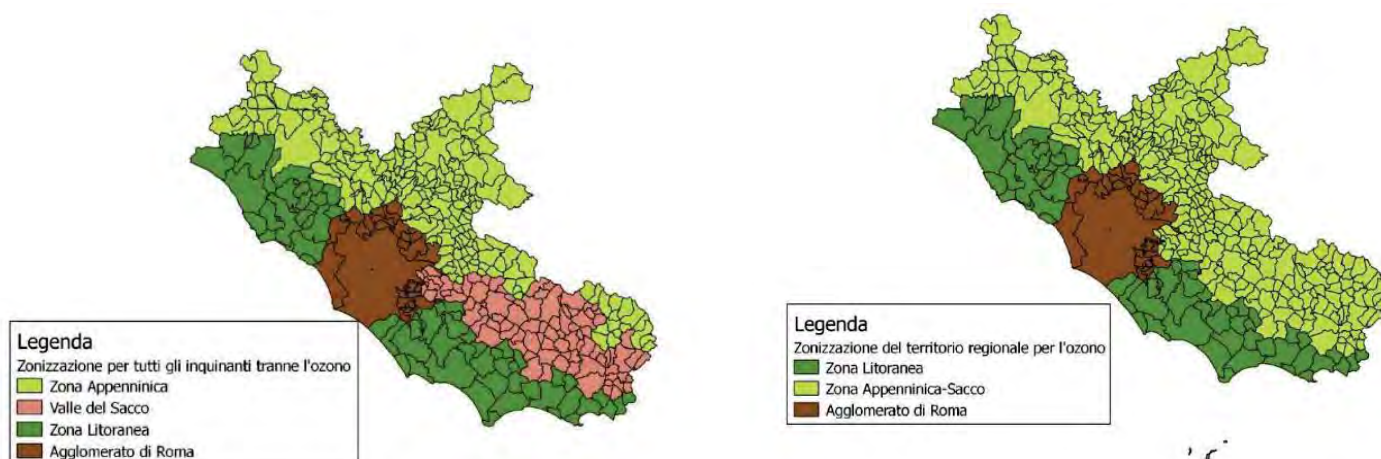 Legenda
Zonizzazione per tutti gli inquinanti tranne l'ozono
Zona Appenninica
Valle del Sacco
Zona Litoranea
Agglomerato di Roma
Legenda
Zonizzazione del territorio regionale per l'ozono
Zona Litoranea
Zona Appenninica-Sacco
Agglomerato di Roma